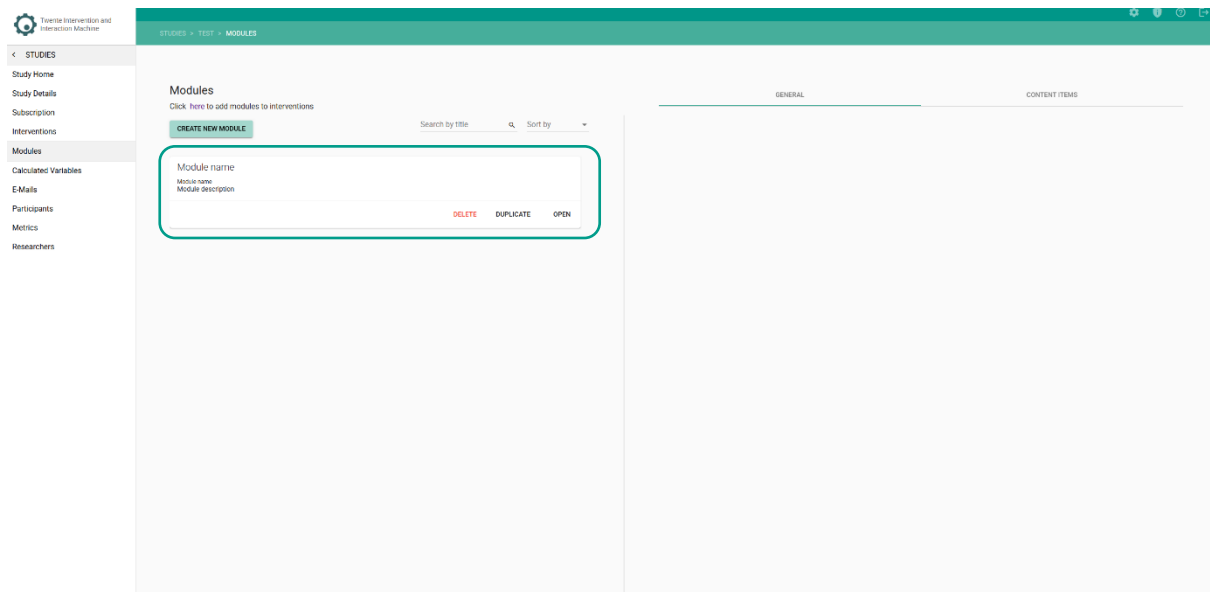 Twente Intervention and
Interaction Machine
STUDIES > TEST > MODULES
< STUDIES
Study Home
Study Details
Subscription
Interventions
Modules
Calculated Variables
E-Mails
Participants
Metrics
Researchers
Modules
Click here to add modules to interventions
CREATE NEW MODULE
Search by title
Sort by
Module name
Module name
Module description
DELETE DUPLICATE OPEN
GENERAL
CONTENT ITEMS